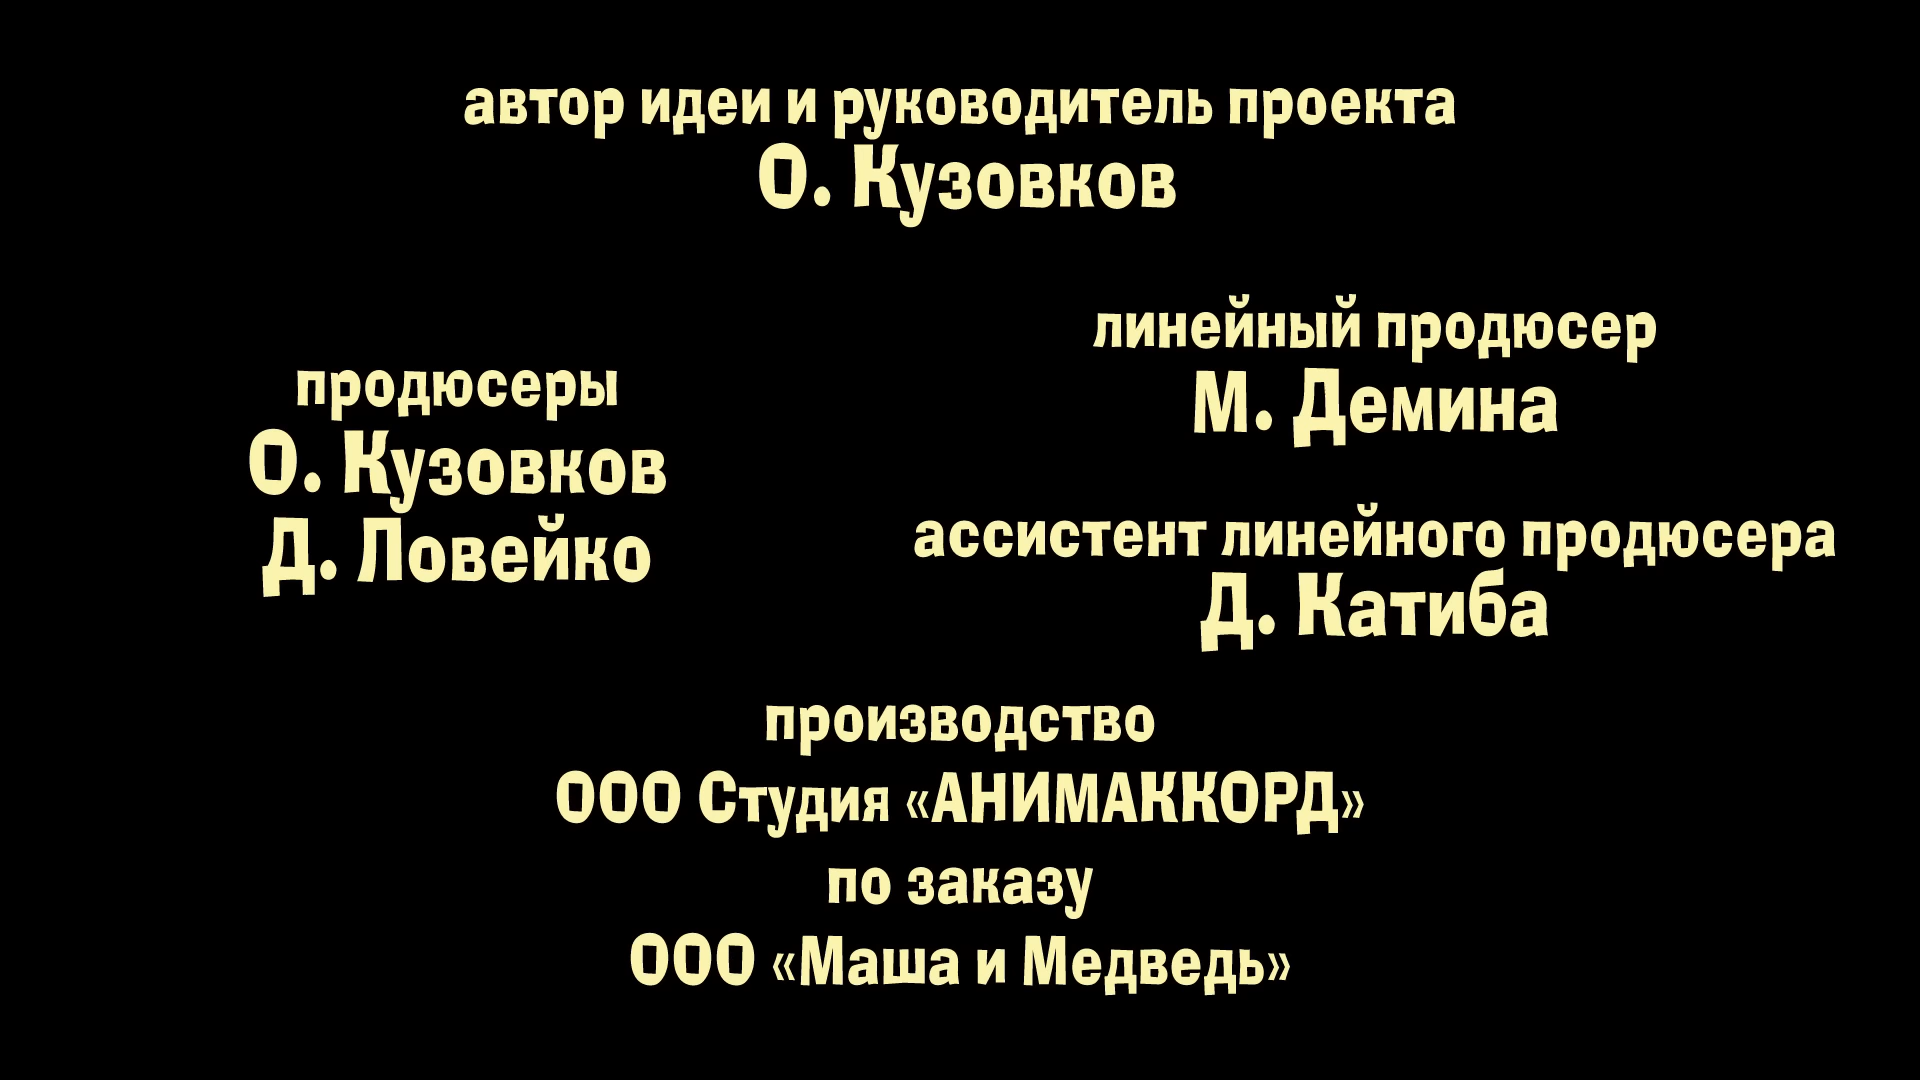 автор идеи и руководитель проекта
О. Кузовков
продюсеры
О. Кузовков
Д. Ловейко
линейный продюсер
М. Демина
ассистент линейного продюсера
Д. Катиба
производство
ООО Студия «АНИМАККОРД»
по заказу
ООО «Маша и Медведь»